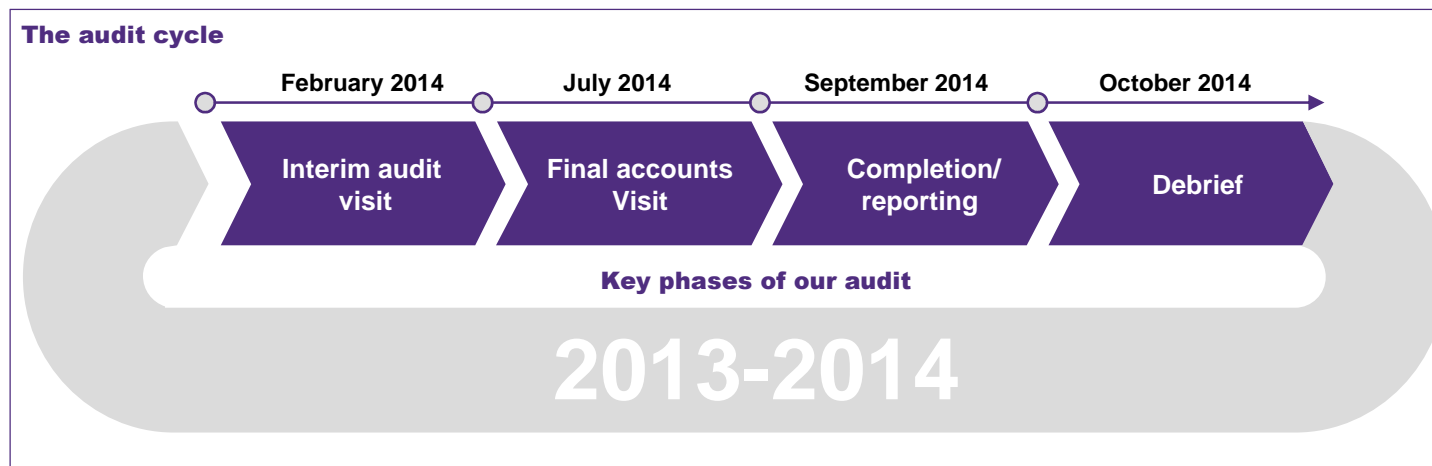 The audit cycle
February 2014
July 2014
September 2014
October 2014
Interim audit
visit
Final accounts
Visit
Completion/
reporting
Debrief
Key phases of our audit
2013-2014